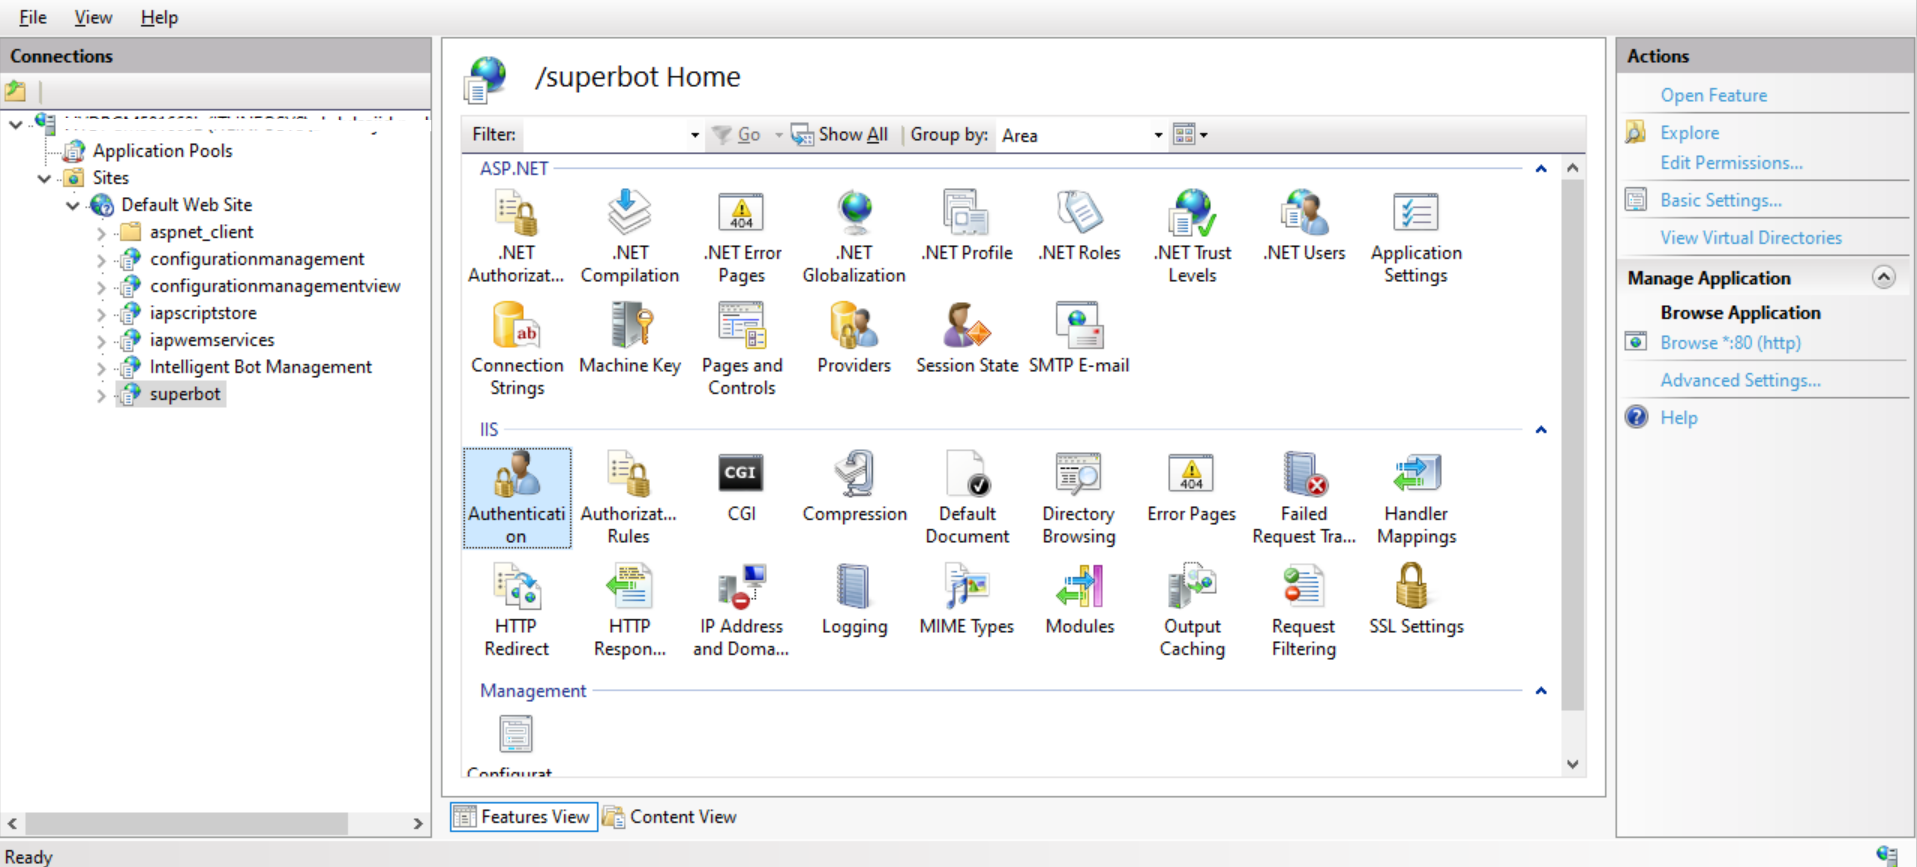 File View Help
Connections
Application Pools
Sites
Default Web Site
aspnet_client
configurationmanagement
configurationmanagementview
iapscriptstore
iapwemservices
Intelligent Bot Management
superbot
/superbot Home
Filter: Go Show All Group by: Area
ASP.NET
.NET Authorizat...
.NET Compilation
.NET Error Pages
.NET Globalization
.NET Profile
.NET Roles
.NET Trust Levels
.NET Users
Application Settings
Connection Strings
Machine Key
Pages and Controls
Providers
Session State
SMTP E-mail
IIS
Authenticati
on
Authorizat...
Rules
CGI
Compression
Default Document
Directory Browsing
Error Pages
Failed Request Tra...
Handler Mappings
HTTP Redirect
HTTP Respon...
IP Address and Doma...
Logging
MIME Types
Modules
Output Caching
Request Filtering
SSL Settings
Management
Configurat
Features View Content View
Actions
Open Feature
Explore
Edit Permissions...
Basic Settings...
View Virtual Directories
Manage Application
Browse Application
Browse *:80 (http)
Advanced Settings...
Help
Ready